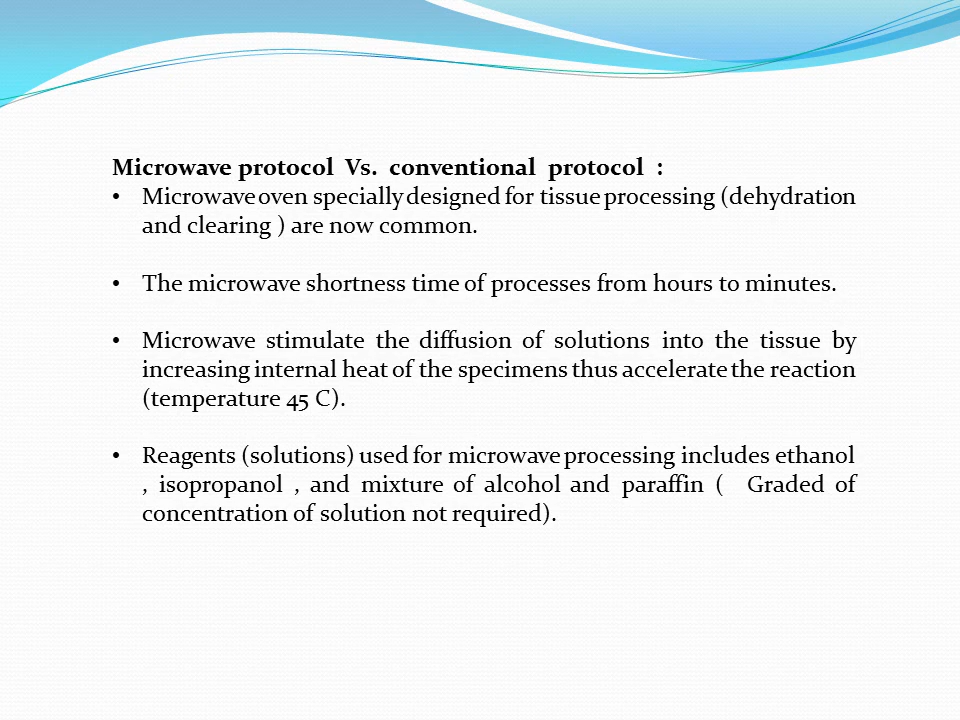 Microwave protocol Vs. conventional protocol :
• Microwave oven specially designed for tissue processing (dehydration
and clearing ) are now common.
• The microwave shortness time of processes from hours to minutes.
• Microwave stimulate the diffusion of solutions into the tissue by
increasing internal heat of the specimens thus accelerate the reaction
(temperature 45 C).
• Reagents (solutions) used for microwave processing includes ethanol
, isopropanol , and mixture of alcohol and paraffin ( Graded of
concentration of solution not required).